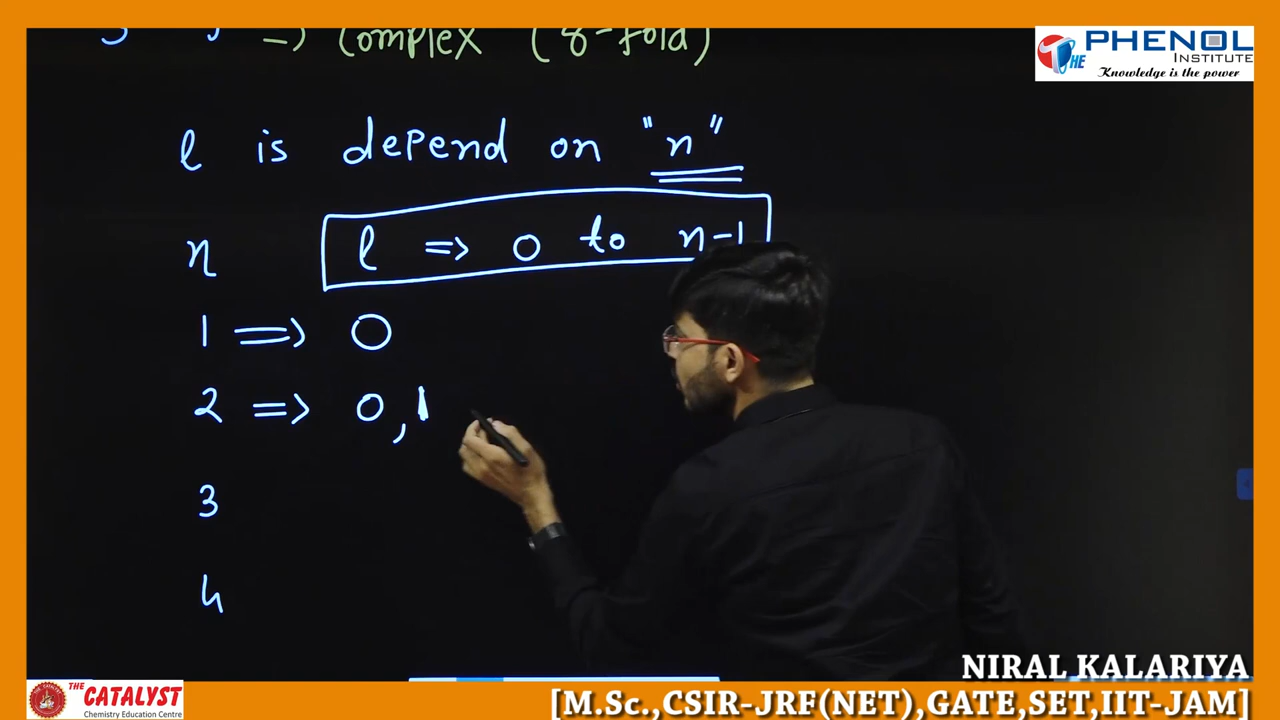 => Complex (8-fold)
THE PHENOL
INSTITUTE
Knowledge is the power
l is depend on "n"
n l => 0 to n-1
1 => 0
2 => 0,1
3
4
THE CATALYST
Chemistry Education Centre
NIRAL KALARIYA
[M.Sc.,CSIR-JRF(NET),GATE,SET,IIT-JAM]